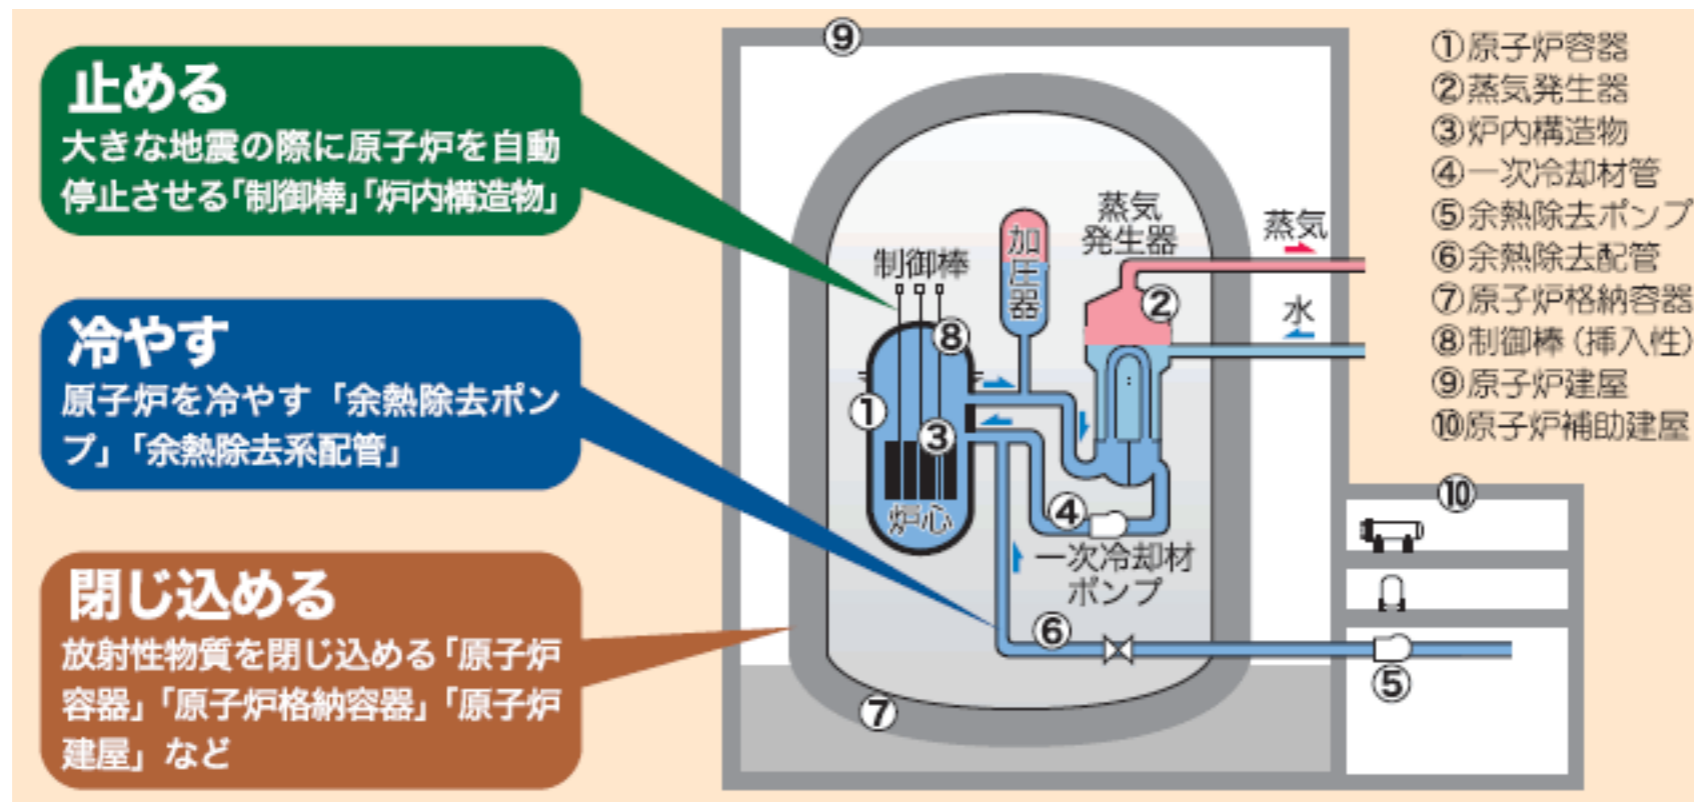 止める
大きな地震の際に原子炉を自動
停止させる「制御棒」「炉内構造物」
冷やす
原子炉を冷やす「余熱除去ポン
プ」「余熱除去系配管」
閉じ込める
放射性物質を閉じ込める「原子炉
容器」「原子炉格納容器」「原子炉
建屋」など
⑨
制御棒
加圧器
蒸気
発生器
蒸気
水
②
⑧
①
③
炉心
④
一次冷却材
ポンプ
⑥
⑦
⑩
⑤
①原子炉容器
②蒸気発生器
③炉内構造物
④一次冷却材管
⑤余熱除去ポンプ
⑥余熱除去配管
⑦原子炉格納容器
⑧制御棒（挿入性）
⑨原子炉建屋
⑩原子炉補助建屋